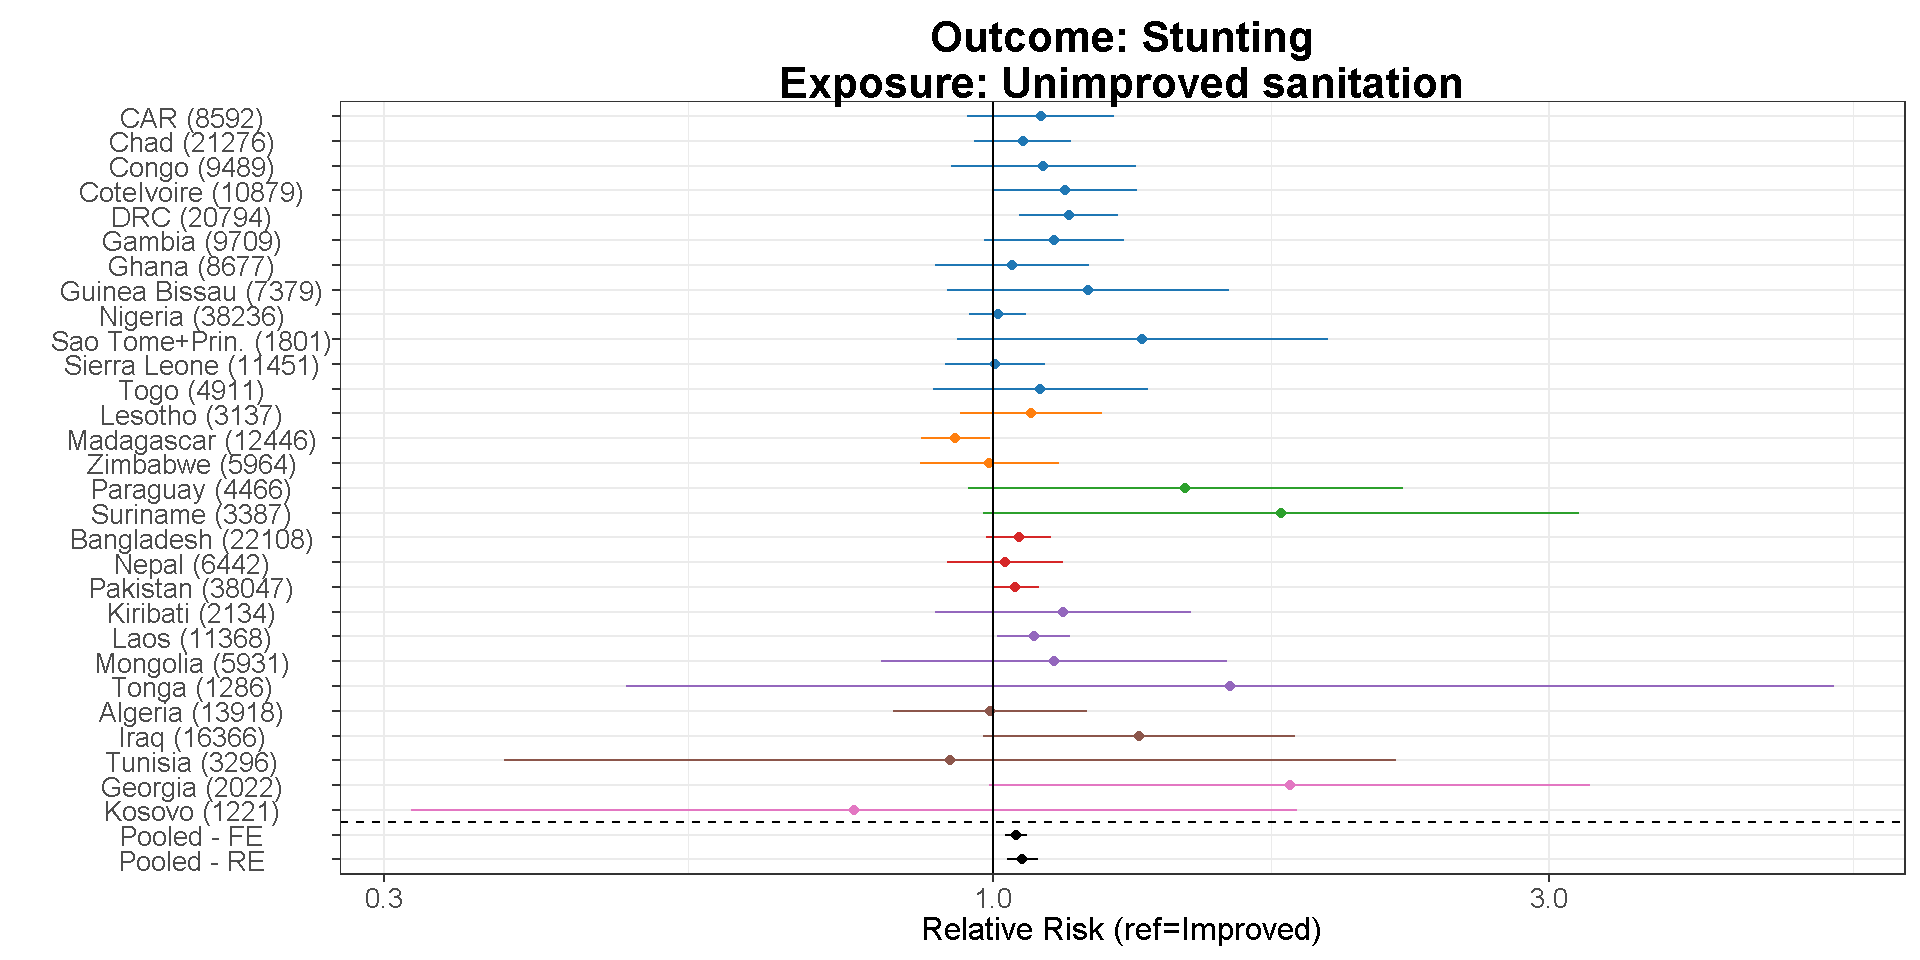 Outcome: Stunting
Exposure: Unimproved sanitation
CAR (8592)
Chad (21276)
Congo (9489)
CoteIvoire (10879)
DRC (20794)
Gambia (9709)
Ghana (8677)
Guinea Bissau (7379)
Nigeria (38236)
Sao Tome+Prin. (1801)
Sierra Leone (11451)
Togo (4911)
Lesotho (3137)
Madagascar (12446)
Zimbabwe (5964)
Paraguay (4466)
Suriname (3387)
Bangladesh (22108)
Nepal (6442)
Pakistan (38047)
Kiribati (2134)
Laos (11368)
Mongolia (5931)
Tonga (1286)
Algeria (13918)
Iraq (16366)
Tunisia (3296)
Georgia (2022)
Kosovo (1221)
Pooled - FE
Pooled - RE
0.3 1.0 3.0
Relative Risk (ref=Improved)